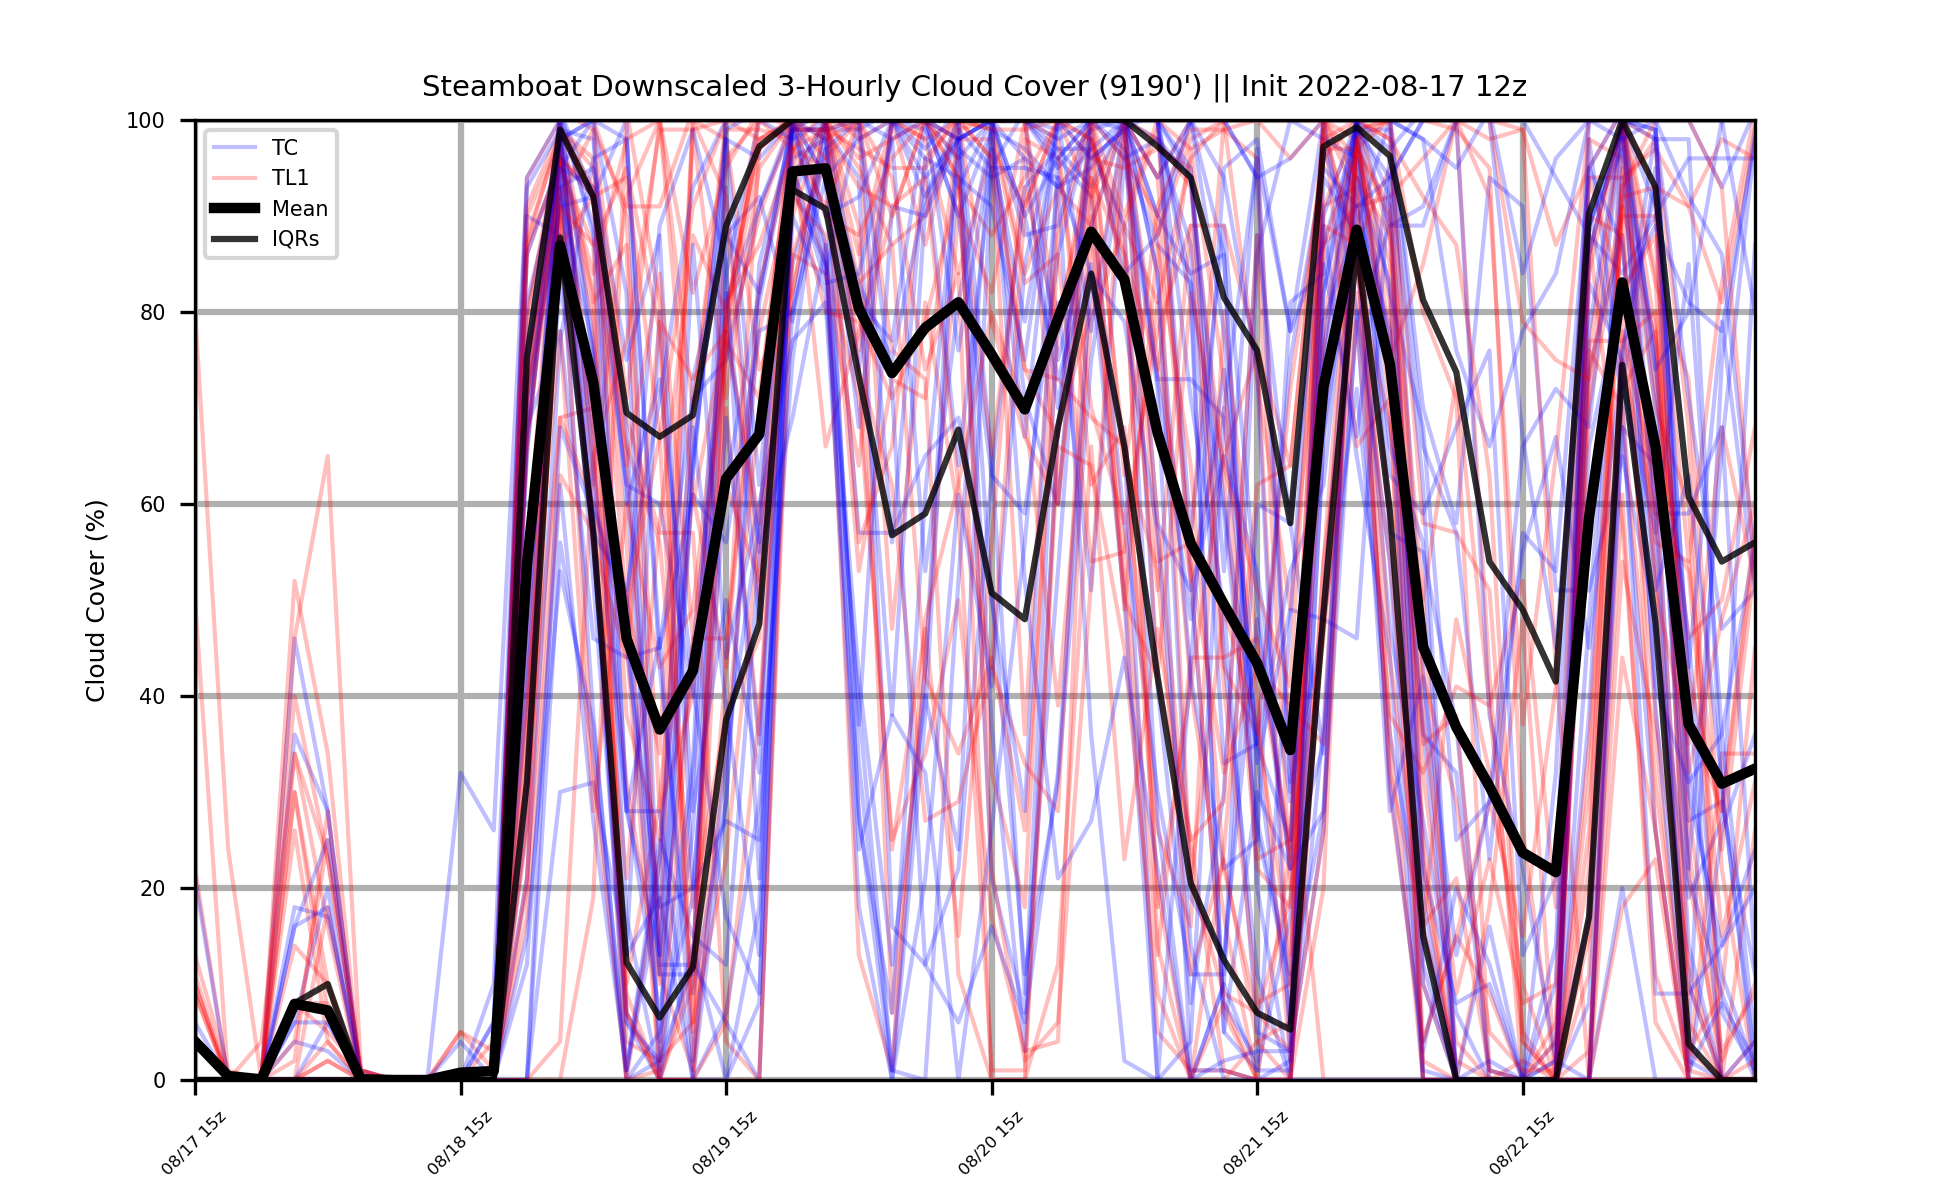 Steamboat Downscaled 3-Hourly Cloud Cover (9190') || Init 2022-08-17 12z
Cloud Cover (%)
100
80
60
40
20
0
TC
TL1
Mean
IQRs
08/17 15z
08/18 15z
08/19 15z
08/20 15z
08/21 15z
08/22 15z